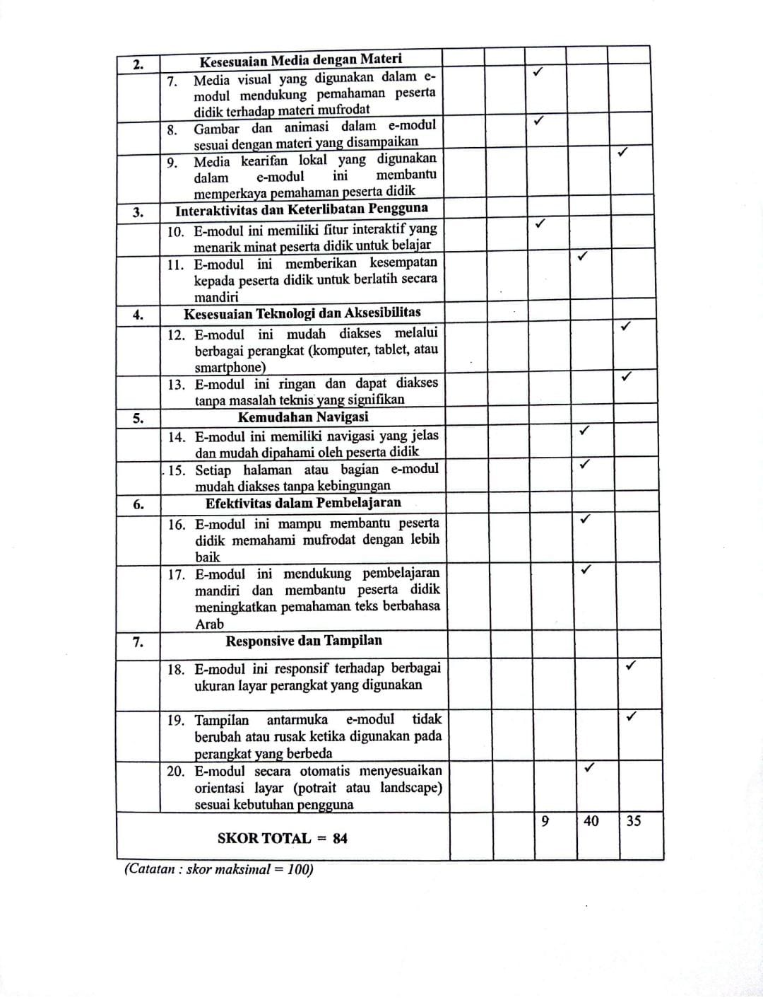 2. Kesesuaian Media dengan Materi ✓
7. Media visual yang digunakan dalam e-
modul mendukung pemahaman peserta
didik terhadap materi mufrodat
8. Gambar dan animasi dalam e-modul ✓
sesuai dengan materi yang disampaikan
9. Media kearifan lokal yang digunakan ✓
dalam e-modul ini membantu
memperkaya pemahaman peserta didik
3. Interaktivitas dan Keterlibatan Pengguna
10. E-modul ini memiliki fitur interaktif yang ✓
menarik minat peserta didik untuk belajar
11. E-modul ini memberikan kesempatan ✓
kepada peserta didik untuk berlatih secara
mandiri
4. Kesesuaian Teknologi dan Aksesibilitas
12. E-modul ini mudah diakses melalui ✓
berbagai perangkat (komputer, tablet, atau
smartphone)
13. E-modul ini ringan dan dapat diakses ✓
tanpa masalah teknis yang signifikan
5. Kemudahan Navigasi
14. E-modul ini memiliki navigasi yang jelas ✓
dan mudah dipahami oleh peserta didik
15. Setiap halaman atau bagian e-modul ✓
mudah diakses tanpa kebingungan
6. Efektivitas dalam Pembelajaran
16. E-modul ini mampu membantu peserta ✓
didik memahami mufrodat dengan lebih
baik
17. E-modul ini mendukung pembelajaran ✓
mandiri dan membantu peserta didik
meningkatkan pemahaman teks berbahasa
Arab
7. Responsive dan Tampilan
18. E-modul ini responsif terhadap berbagai ✓
ukuran layar perangkat yang digunakan
19. Tampilan antarmuka e-modul tidak ✓
berubah atau rusak ketika digunakan pada
perangkat yang berbeda
20. E-modul secara otomatis menyesuaikan ✓
orientasi layar (potrait atau landscape)
sesuai kebutuhan pengguna
9 40 35
SKOR TOTAL = 84
(Catatan : skor maksimal = 100)